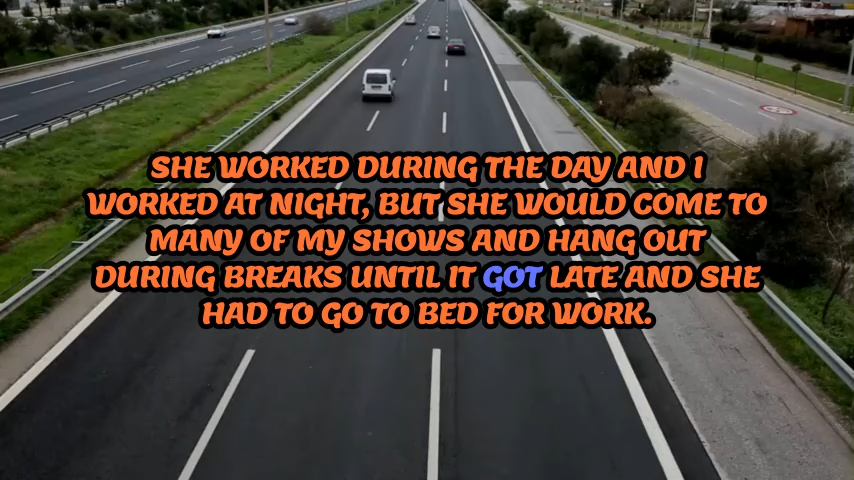 SHE WORKED DURING THE DAY AND I
WORKED AT NIGHT, BUT SHE WOULD COME TO
MANY OF MY SHOWS AND HANG OUT
DURING BREAKS UNTIL IT GOT LATE AND SHE
HAD TO GO TO BED FOR WORK.